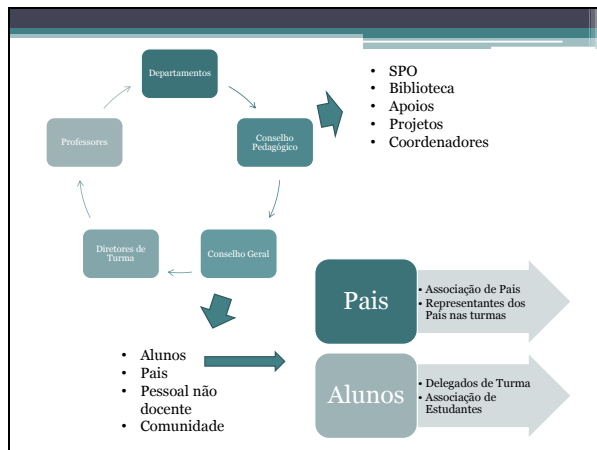 Departamentos
Conselho
Pedagógico
Conselho Geral
Diretores de
Turma
Professores
• SPO
• Biblioteca
• Apoios
• Projetos
• Coordenadores
• Alunos
• Pais
• Pessoal não
docente
• Comunidade
Pais
• Associação de Pais
• Representantes dos
Pais nas turmas
Alunos
• Delegados de Turma
• Associação de
Estudantes